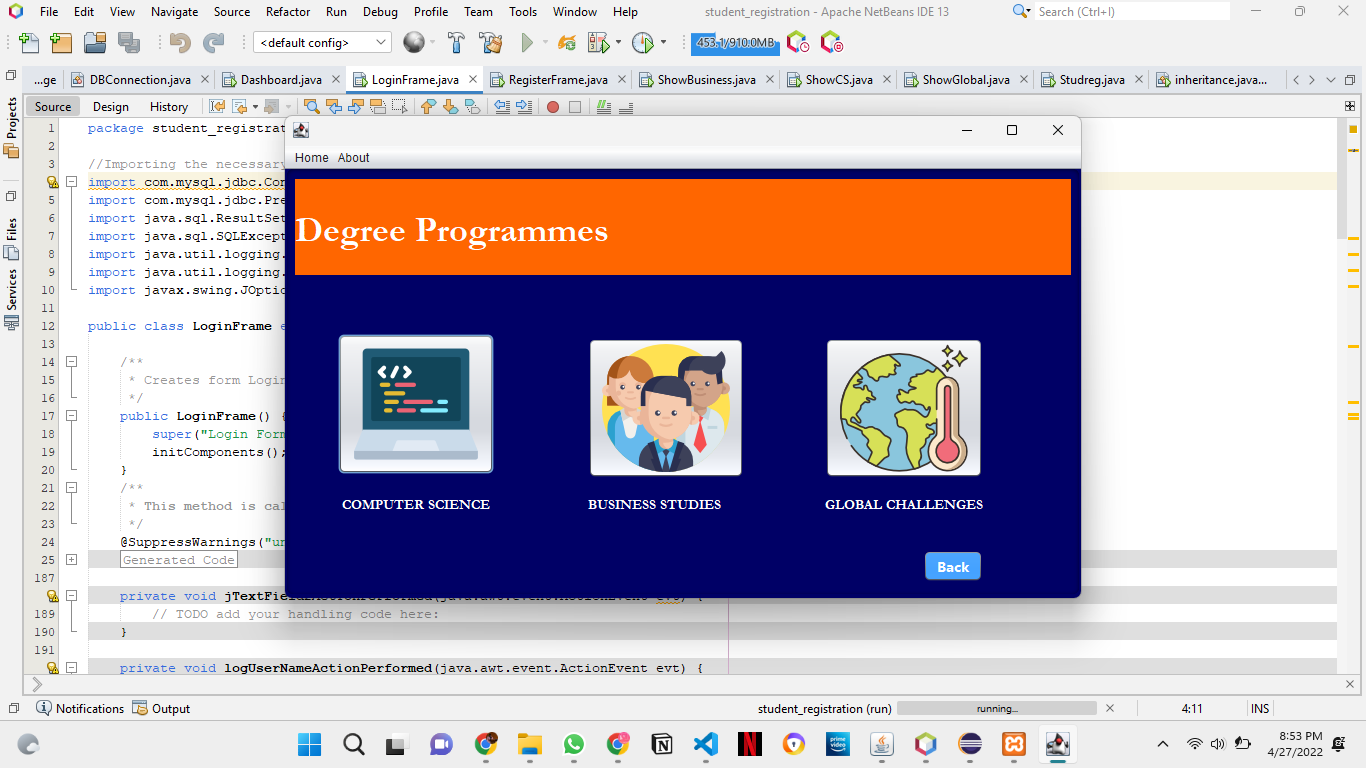 File Edit View Navigate Source Refactor Run Debug Profile Team Tools Window Help student_registration - Apache NetBeans IDE 13 Search (Ctrl+I)
<default config> 453.1/910.0MB
...ge DBConnection.java Dashboard.java LoginFrame.java RegisterFrame.java ShowBusiness.java ShowCS.java ShowGlobal.java Studreg.java inheritance.java...
Source Design History
Projects
Files
Services
1 package student_registrat
2
3 //Importing the necessary
import com.mysql.jdbc.Con
5 import com.mysql.jdbc.Pre
6 import java.sql.ResultSet
7 import java.sql.SQLExcept
8 import java.util.logging.
9 import java.util.logging.
10 import javax.swing.JOptio
11
12 public class LoginFrame e
13
14 /**
15 * Creates form Login
16 */
17 public LoginFrame() {
18 super("Login Form
19 initComponents();
20 }
21 /**
22 * This method is cal
23 */
24 @SuppressWarnings("un
25 Generated Code
187
private void jTextField2ActionPerformed(java.awt.event.ActionEvent evt) {
189 // TODO add your handling code here:
190 }
191
private void logUserNameActionPerformed(java.awt.event.ActionEvent evt) {
Home About
Degree Programmes
COMPUTER SCIENCE BUSINESS STUDIES GLOBAL CHALLENGES
Back
Notifications Output student_registration (run) running... 4:11 INS
prime video
8:53 PM
4/27/2022